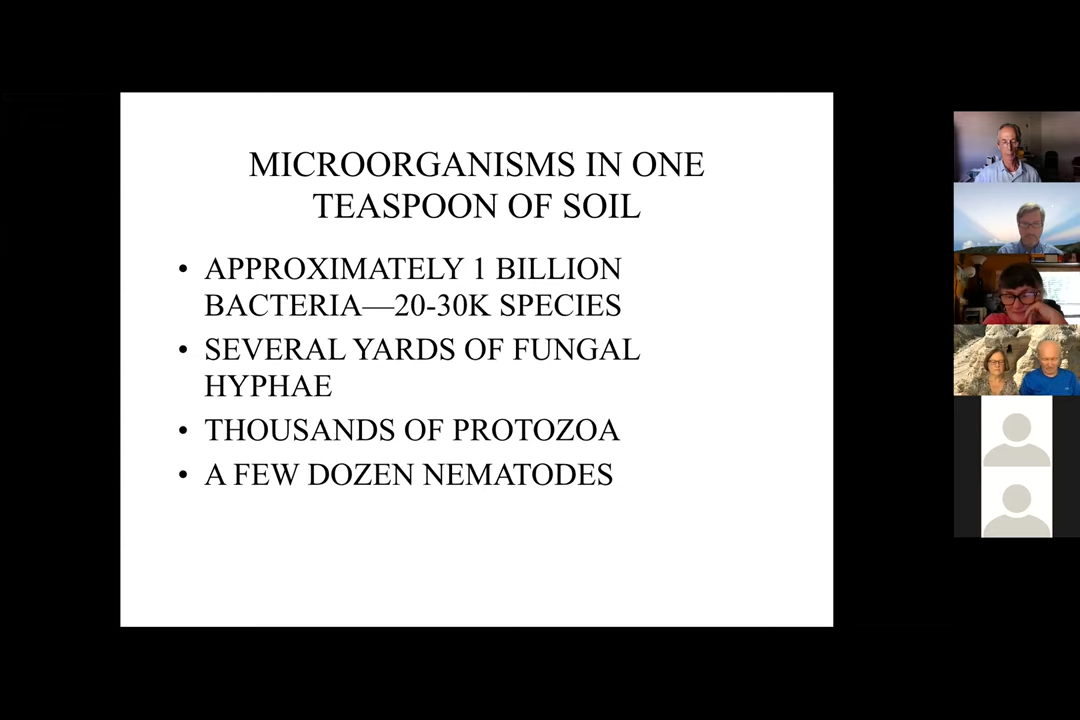 MICROORGANISMS IN ONE
TEASPOON OF SOIL
• APPROXIMATELY 1 BILLION
BACTERIA—20-30K SPECIES
• SEVERAL YARDS OF FUNGAL
HYPHAE
• THOUSANDS OF PROTOZOA
• A FEW DOZEN NEMATODES